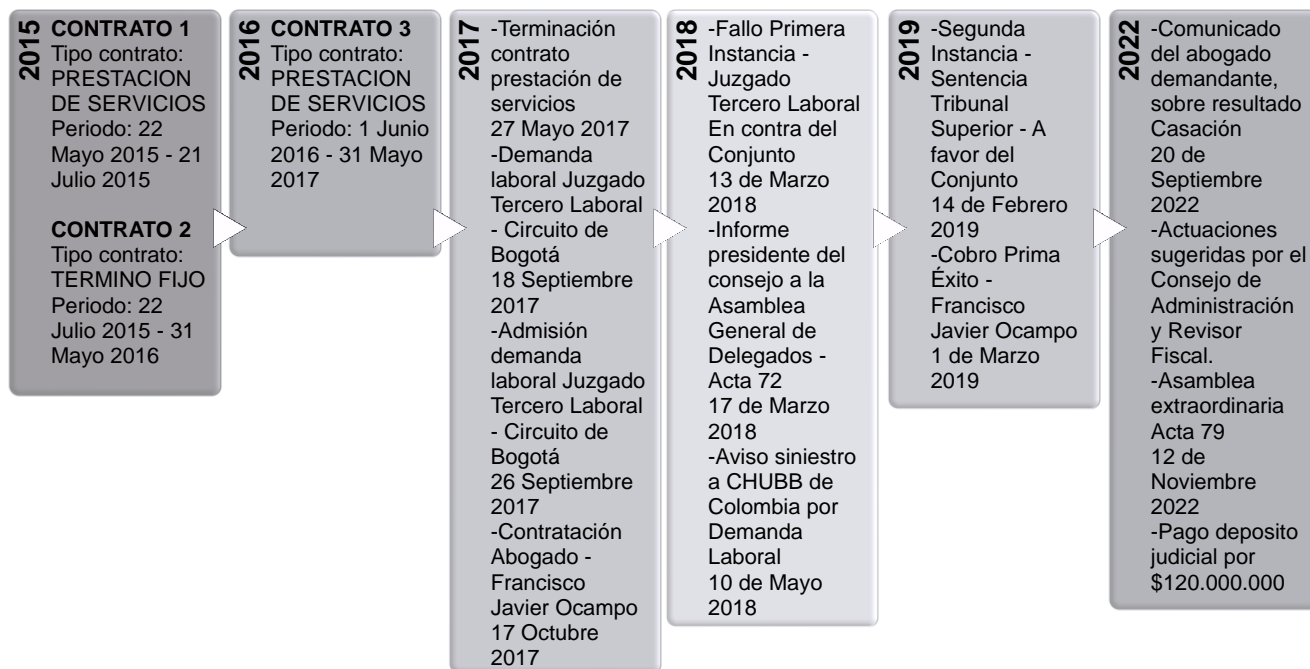 2015
CONTRATO 1
Tipo contrato:
PRESTACION
DE SERVICIOS
Periodo: 22
Mayo 2015 - 21
Julio 2015
CONTRATO 2
Tipo contrato:
TERMINO FIJO
Periodo: 22
Julio 2015 - 31
Mayo 2016
2016
CONTRATO 3
Tipo contrato:
PRESTACION
DE SERVICIOS
Periodo: 1 Junio
2016 - 31 Mayo
2017
2017
-Terminación
contrato
prestación de
servicios
27 Mayo 2017
-Demanda
laboral Juzgado
Tercero Laboral
- Circuito de
Bogotá
18 Septiembre
2017
-Admisión
demanda
laboral Juzgado
Tercero Laboral
- Circuito de
Bogotá
26 Septiembre
2017
-Contratación
Abogado -
Francisco
Javier Ocampo
17 Octubre
2017
2018
-Fallo Primera
Instancia -
Juzgado
Tercero Laboral
En contra del
Conjunto
13 de Marzo
2018
-Informe
presidente del
consejo a la
Asamblea
General de
Delegados -
Acta 72
17 de Marzo
2018
-Aviso siniestro
a CHUBB de
Colombia por
Demanda
Laboral
10 de Mayo
2018
2019
-Segunda
Instancia -
Sentencia
Tribunal
Superior - A
favor del
Conjunto
14 de Febrero
2019
-Cobro Prima
Éxito -
Francisco
Javier Ocampo
1 de Marzo
2019
2022
-Comunicado
del abogado
demandante,
sobre resultado
Casación
20 de
Septiembre
2022
-Actuaciones
sugeridas por el
Consejo de
Administración
y Revisor
Fiscal.
-Asamblea
extraordinaria
Acta 79
12 de
Noviembre
2022
-Pago deposito
judicial por
$120.000.000